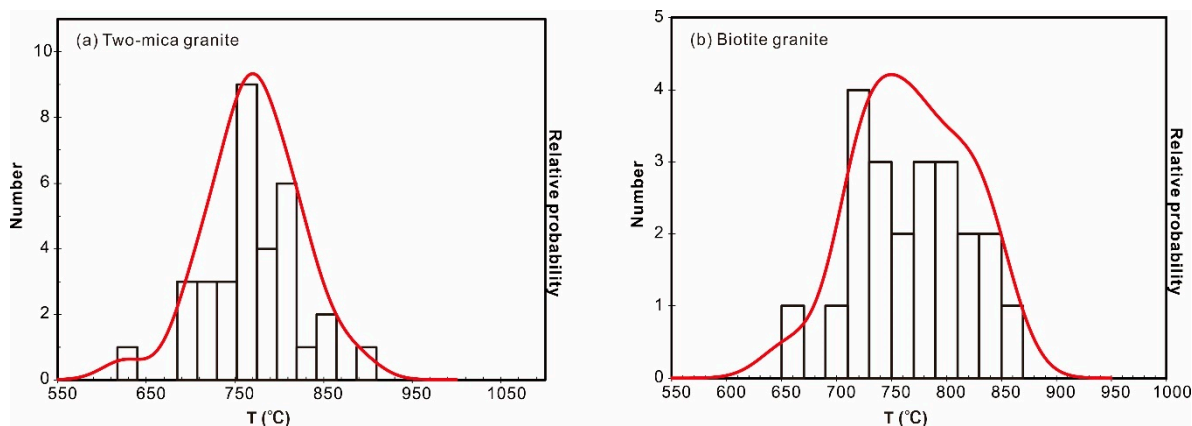 (a) Two-mica granite
10
8
6
4
2
0
Number
550 650 750 850 950 1050
T (°C)
Relative probability
(b) Biotite granite
5
4
3
2
1
0
Number
550 600 650 700 750 800 850 900 950 1000
T (°C)
Relative probability